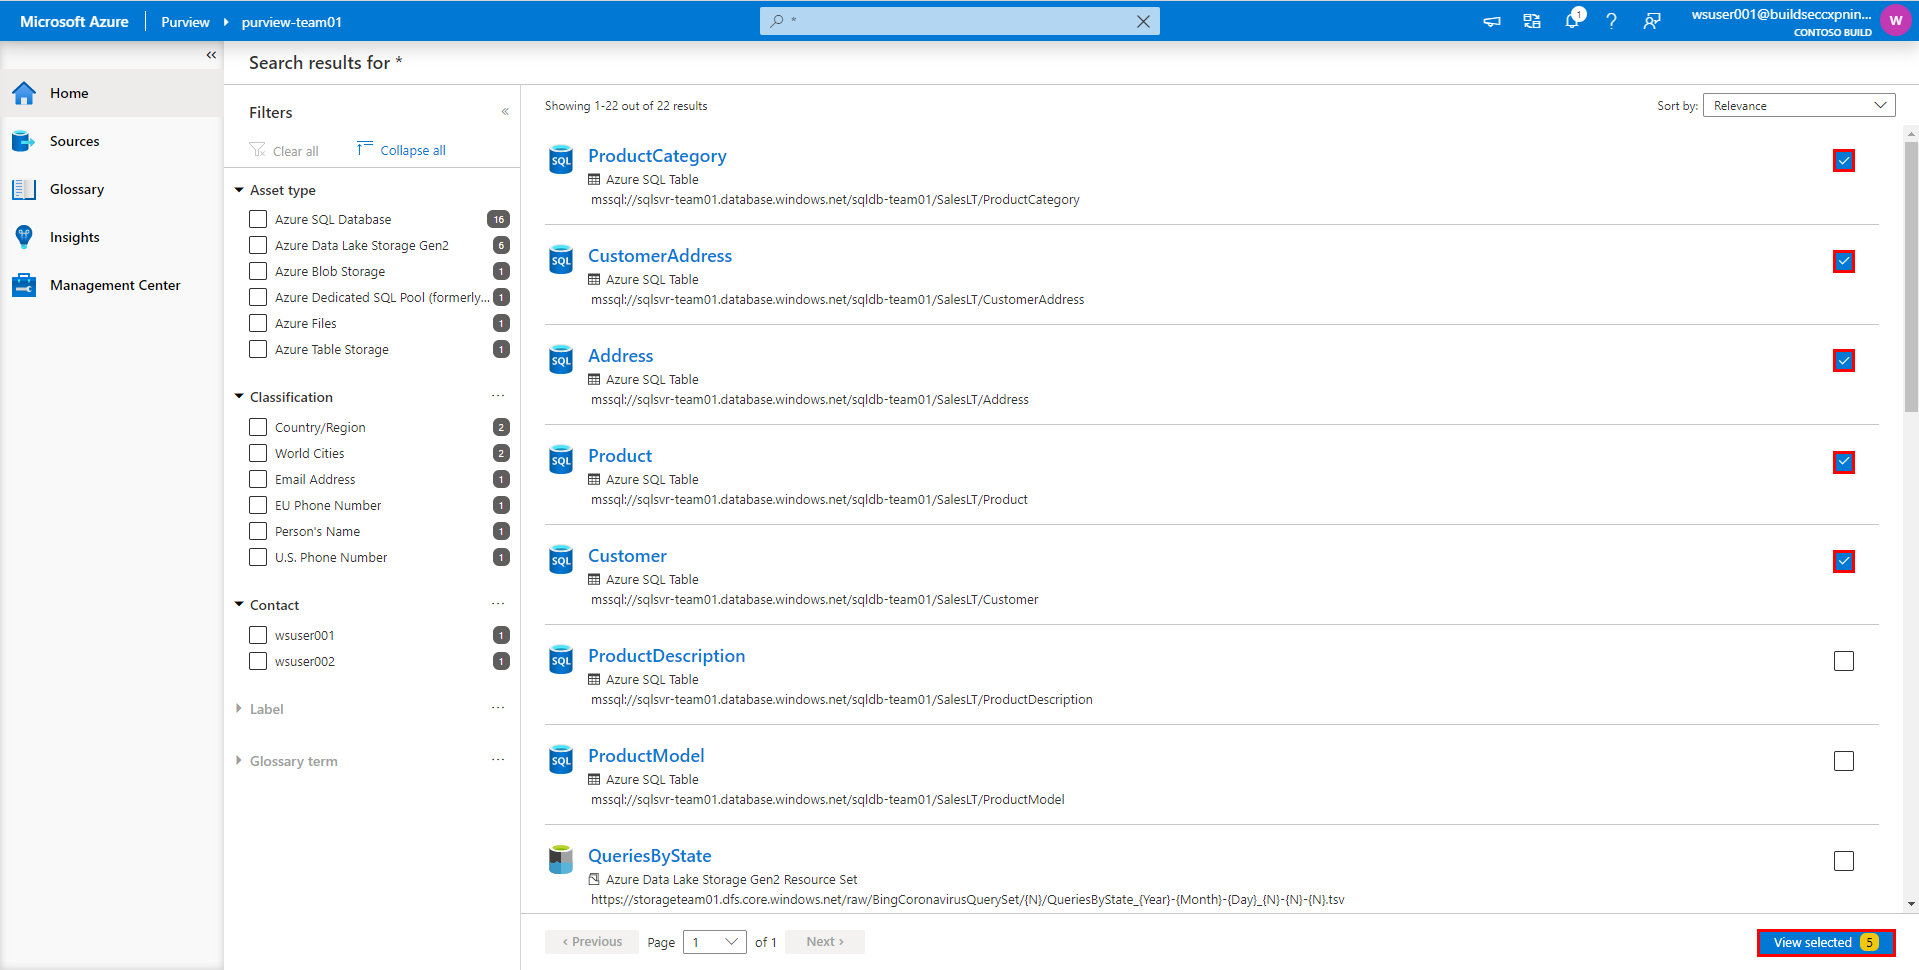 Microsoft Azure
Purview
purview-team01
*
1
wsuser001@buildseccxpnin...
CONTOSO BUILD
W
Home
Sources
Glossary
Insights
Management Center
Search results for *
Filters
Clear all
Collapse all
Asset type
Azure SQL Database 16
Azure Data Lake Storage Gen2 6
Azure Blob Storage 1
Azure Dedicated SQL Pool (formerly... 1
Azure Files 1
Azure Table Storage 1
Classification
Country/Region 2
World Cities 2
Email Address 1
EU Phone Number 1
Person's Name 1
U.S. Phone Number 1
Contact
wsuser001 1
wsuser002 1
Label
Glossary term
Showing 1-22 out of 22 results
Sort by: Relevance
SQL
ProductCategory
Azure SQL Table
mssql://sqlsvr-team01.database.windows.net/sqldb-team01/SalesLT/ProductCategory
SQL
CustomerAddress
Azure SQL Table
mssql://sqlsvr-team01.database.windows.net/sqldb-team01/SalesLT/CustomerAddress
SQL
Address
Azure SQL Table
mssql://sqlsvr-team01.database.windows.net/sqldb-team01/SalesLT/Address
SQL
Product
Azure SQL Table
mssql://sqlsvr-team01.database.windows.net/sqldb-team01/SalesLT/Product
SQL
Customer
Azure SQL Table
mssql://sqlsvr-team01.database.windows.net/sqldb-team01/SalesLT/Customer
SQL
ProductDescription
Azure SQL Table
mssql://sqlsvr-team01.database.windows.net/sqldb-team01/SalesLT/ProductDescription
SQL
ProductModel
Azure SQL Table
mssql://sqlsvr-team01.database.windows.net/sqldb-team01/SalesLT/ProductModel
QueriesByState
Azure Data Lake Storage Gen2 Resource Set
https://storageteam01.dfs.core.windows.net/raw/BingCoronavirusQuerySet/{N}/QueriesByState_{Year}-{Month}-{Day}_{N}-{N}-{N}.tsv
‹ Previous
Page 1 of 1
Next ›
View selected 5